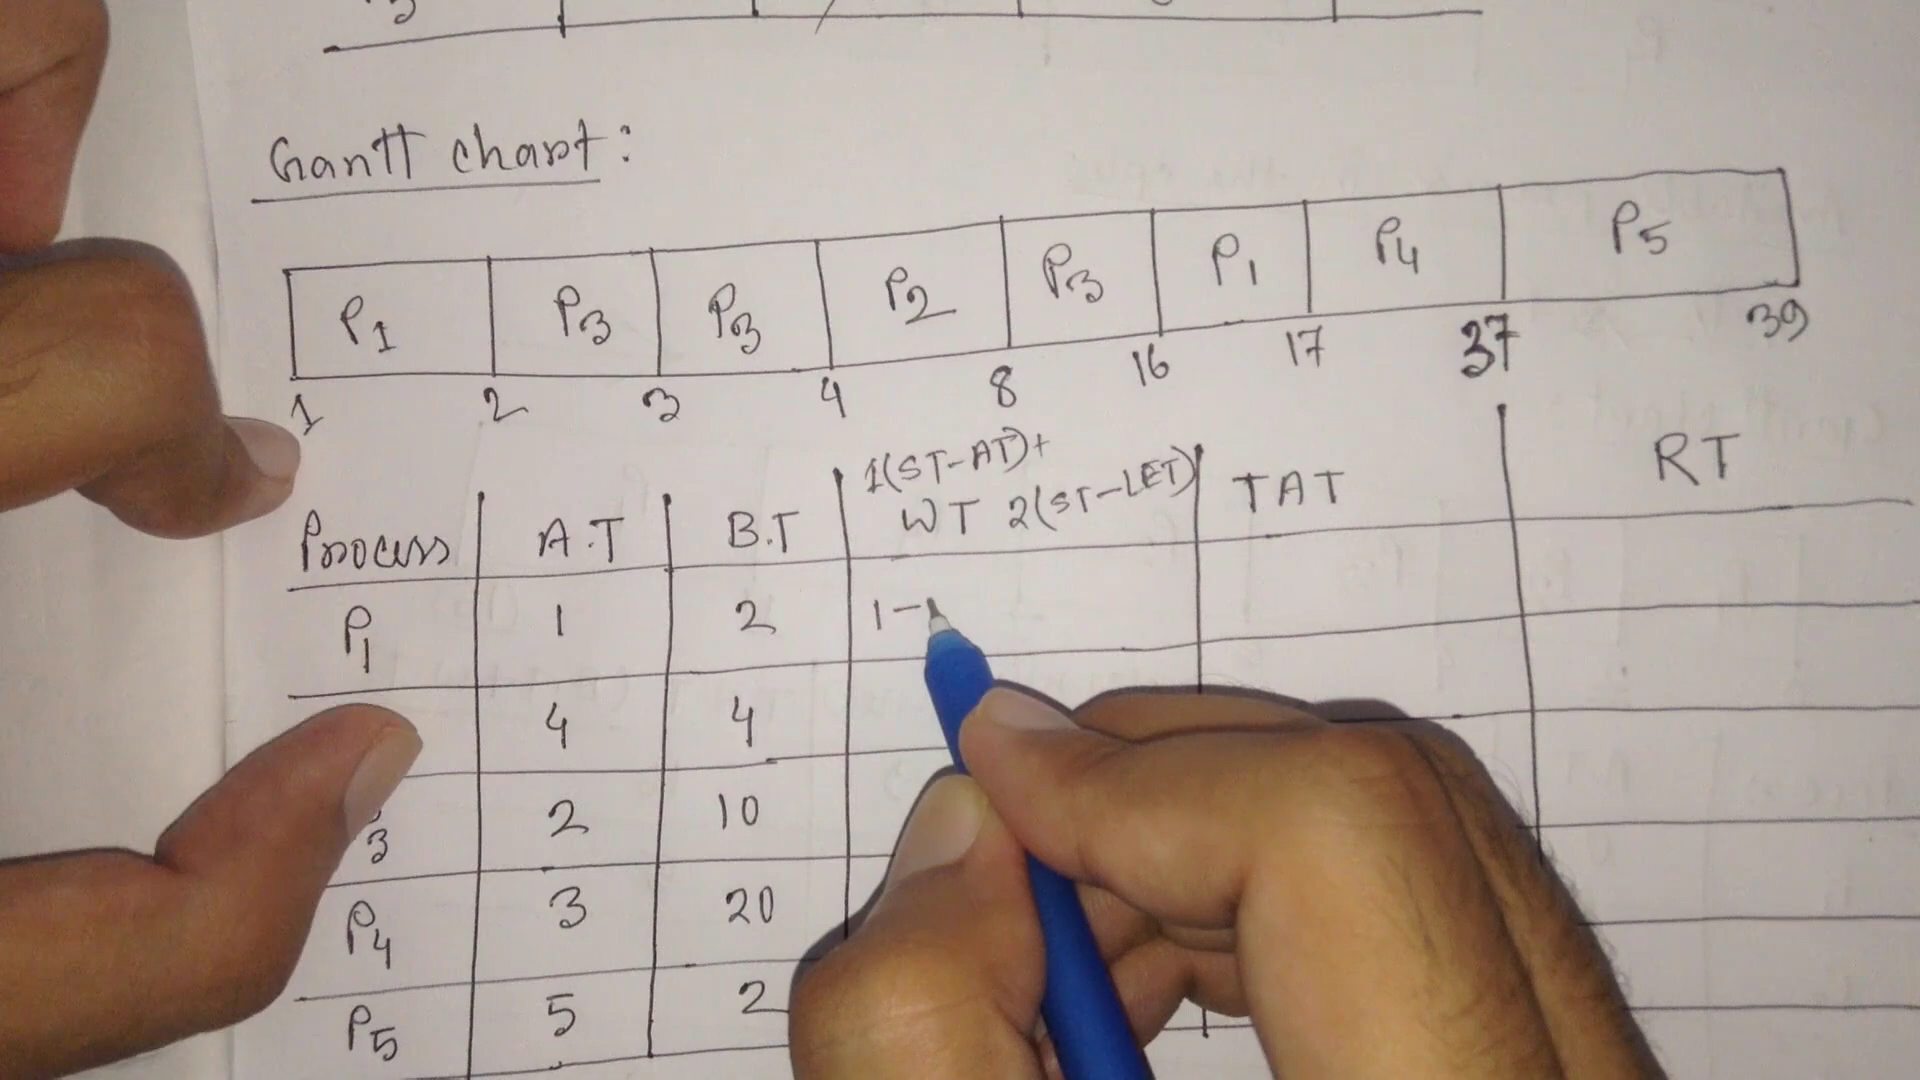 Gantt chart:
P1 P3 P3 P2 P3 P1 P4 P5
1 2 3 4 8 16 17 37 39
1(ST-AT)+
Process A.T B.T WT 2(ST-LET) TAT RT
P1 1 2 1-
4 4
3 2 10
P4 3 20
P5 5 2